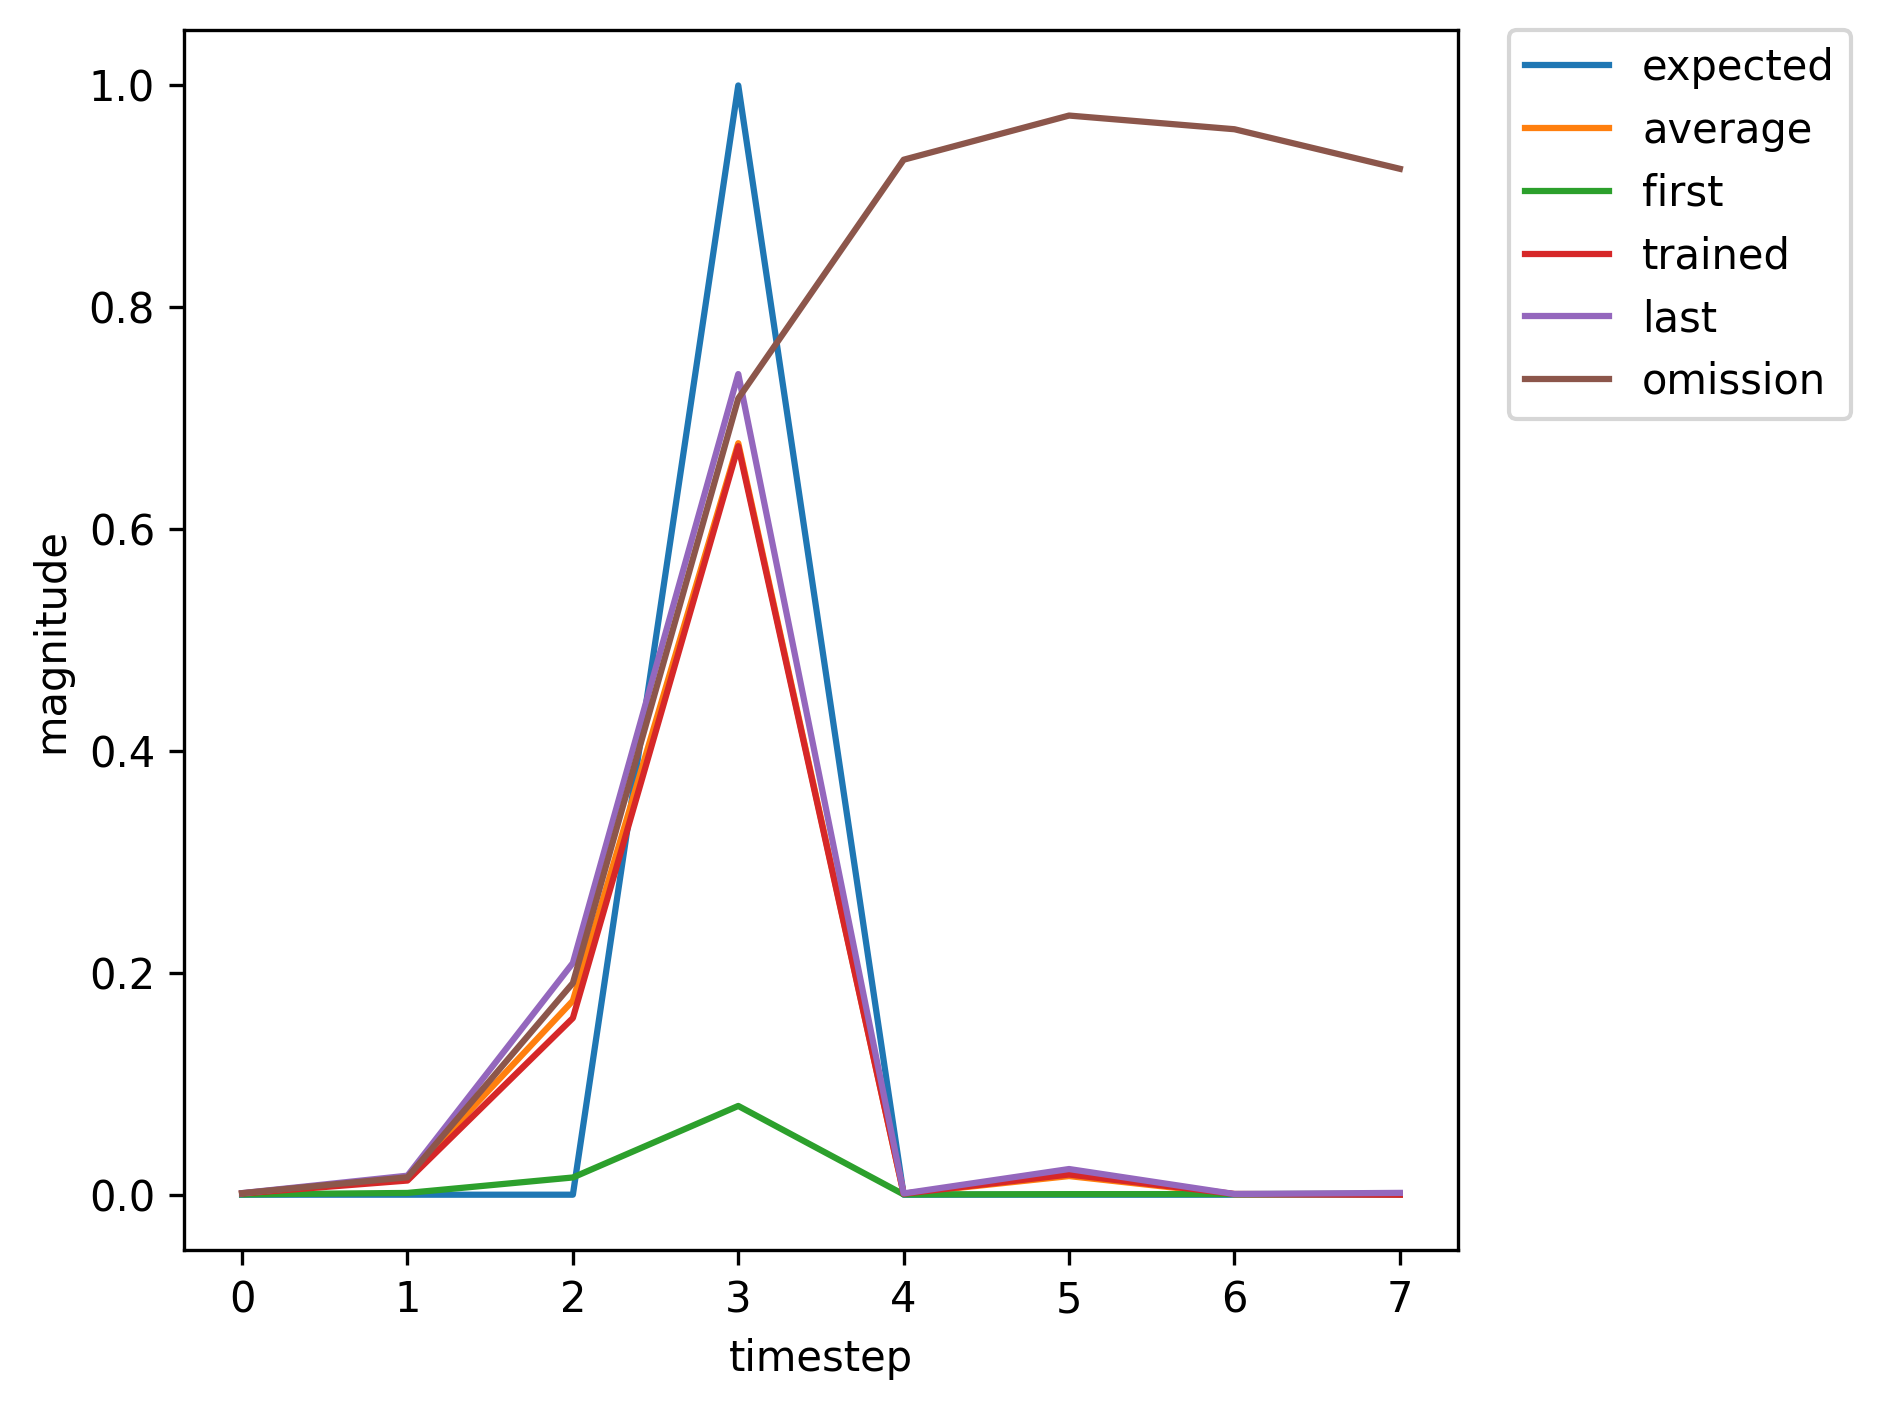 1.0
0.8
0.6
0.4
0.2
0.0
magnitude
0 1 2 3 4 5 6 7
timestep
expected
average
first
trained
last
omission